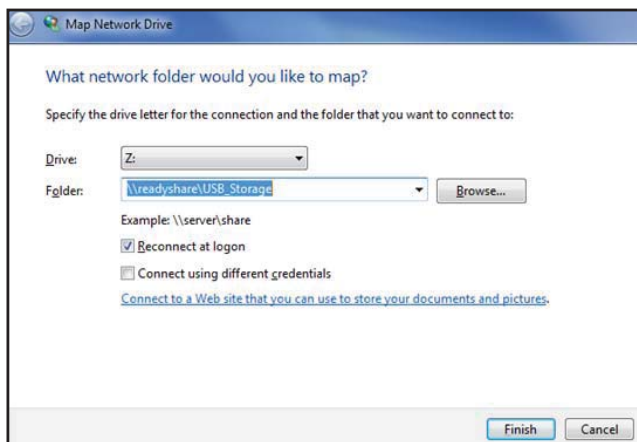 Map Network Drive
What network folder would you like to map?
Specify the drive letter for the connection and the folder that you want to connect to:
Drive: Z:
Folder: \\readyshare\USB_Storage Browse...
Example: \\server\share
Reconnect at logon
Connect using different credentials
Connect to a Web site that you can use to store your documents and pictures.
Finish Cancel